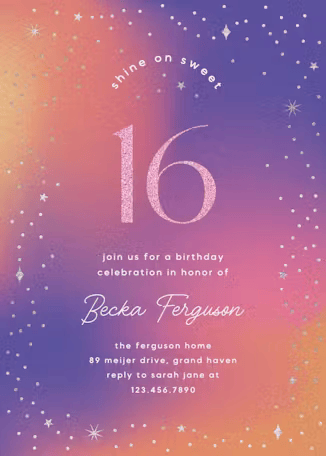 shine on sweet
16
join us for a birthday
celebration in honor of
Becka Ferguson
the ferguson home
89 meijer drive, grand haven
reply to sarah jane at
123.456.7890